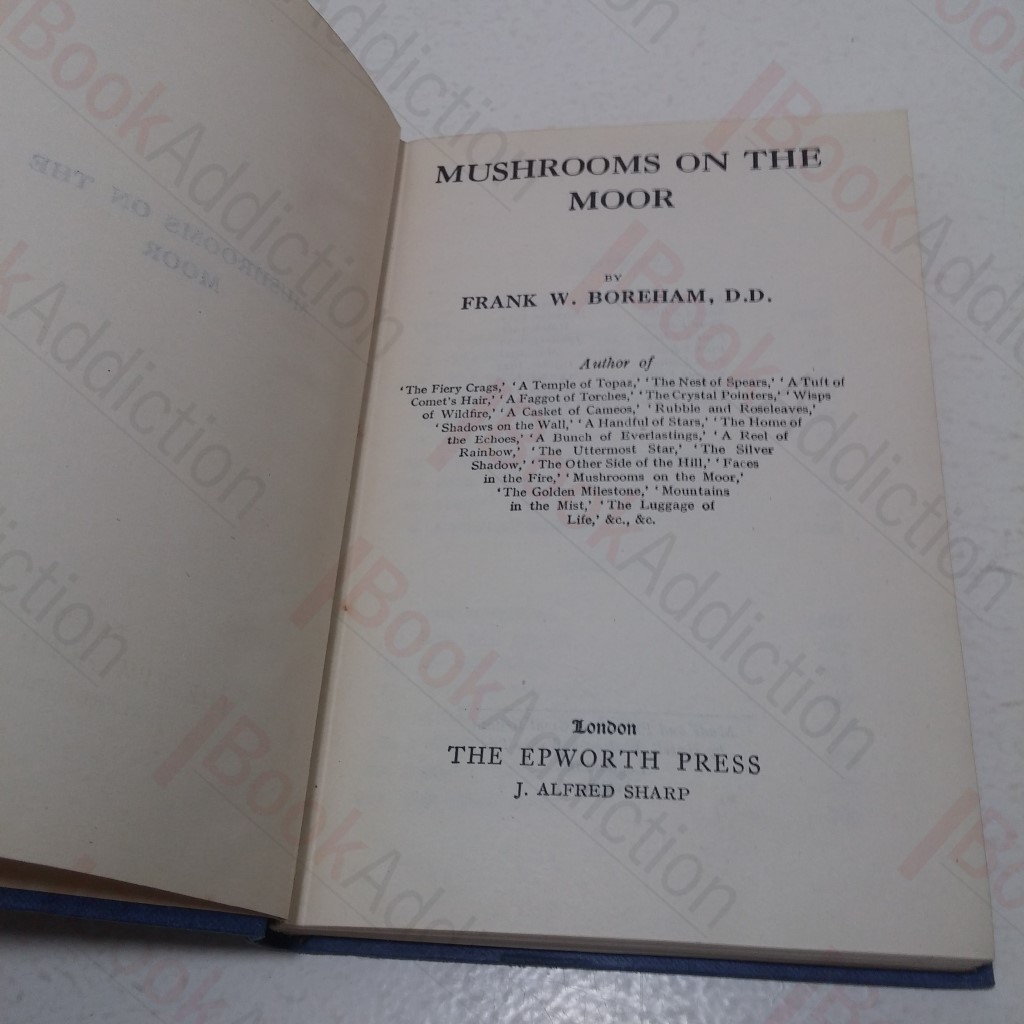 MUSHROOMS ON THE
MOOR
BY
FRANK W. BOREHAM, D.D.
Author of
'The Fiery Crags,' 'A Temple of Topaz,' 'The Nest of Spears,' 'A Tuft of
Comet's Hair,' 'A Faggot of Torches,' 'The Crystal Pointers,' 'Wisps
of Wildfire,' 'A Casket of Cameos,' 'Rubble and Roseleaves,'
'Shadows on the Wall,' 'A Handful of Stars,' 'The Home of
the Echoes,' 'A Bunch of Everlastings,' 'A Reel of
Rainbow,' 'The Uttermost Star,' 'The Silver
Shadow,' 'The Other Side of the Hill,' 'Faces
in the Fire,' 'Mushrooms on the Moor,'
'The Golden Milestone,' 'Mountains
in the Mist,' 'The Luggage of
Life,' &c., &c.
London
THE EPWORTH PRESS
J. ALFRED SHARP
BookAddiction